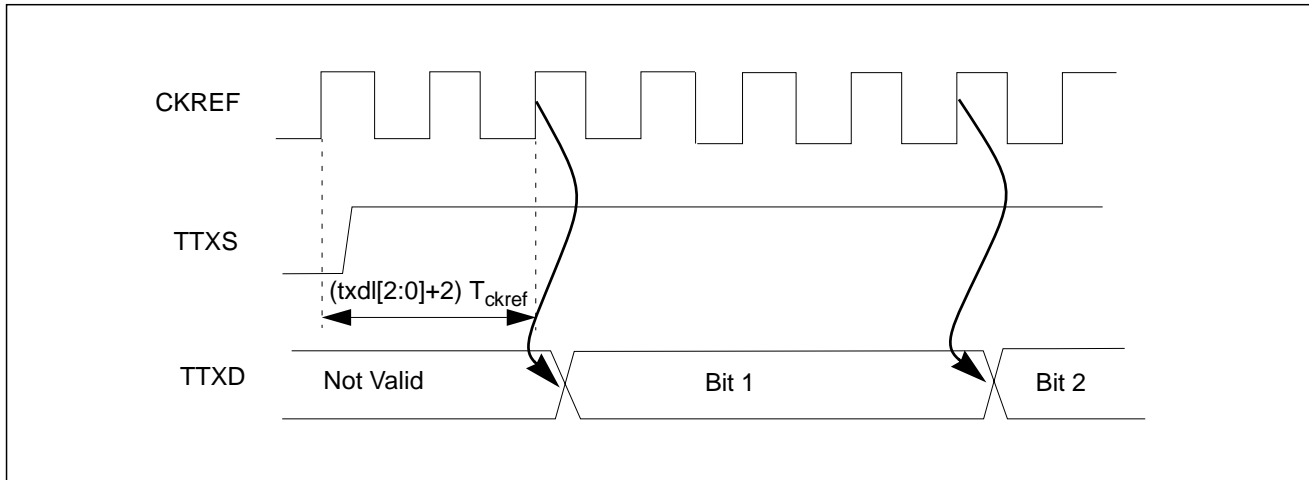 CKREF
TTXS
(txdl[2:0]+2) Tckref
TTXD
Not Valid
Bit 1
Bit 2